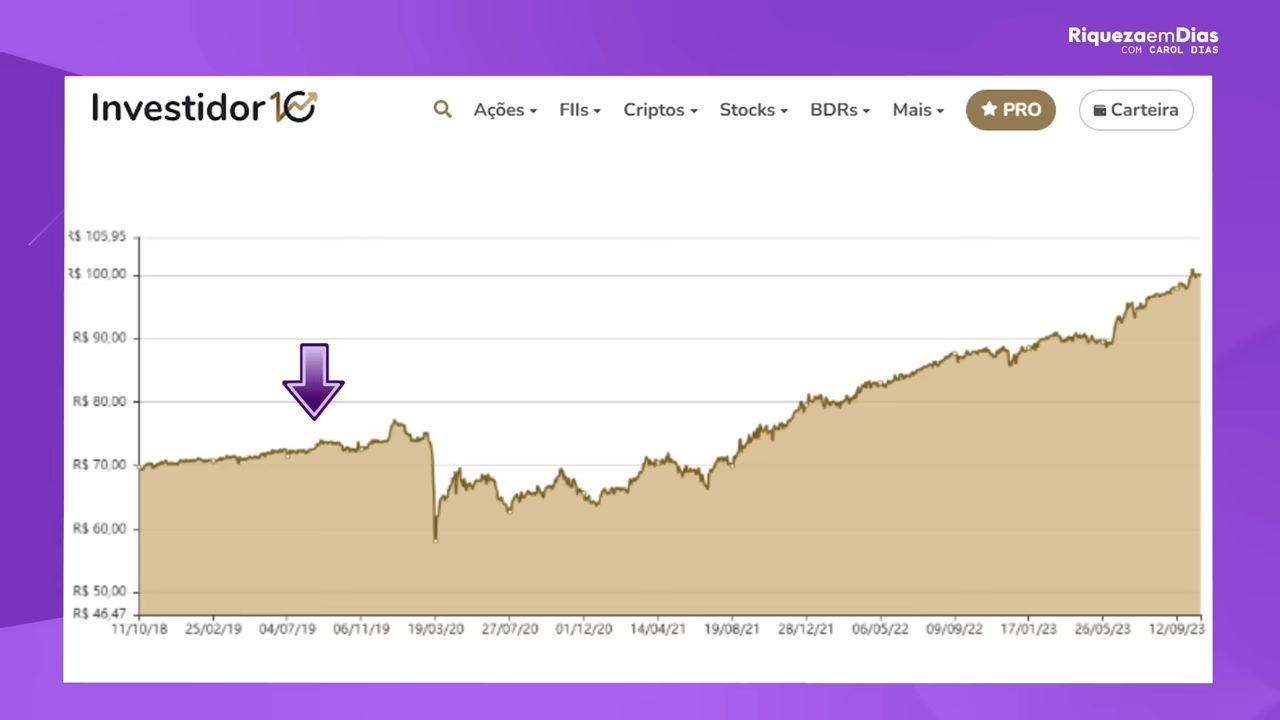 RiquezaemDias
COM CAROL DIAS
Investidor10
Ações
FIIs
Criptos
Stocks
BDRs
Mais
PRO
Carteira
R$ 105,95
R$ 100,00
R$ 90,00
R$ 80,00
R$ 70,00
R$ 60,00
R$ 50,00
R$ 46,47
11/10/18 25/02/19 04/07/19 06/11/19 19/03/20 27/07/20 01/12/20 14/04/21 19/08/21 28/12/21 06/05/22 09/09/22 17/01/23 26/05/23 12/09/23